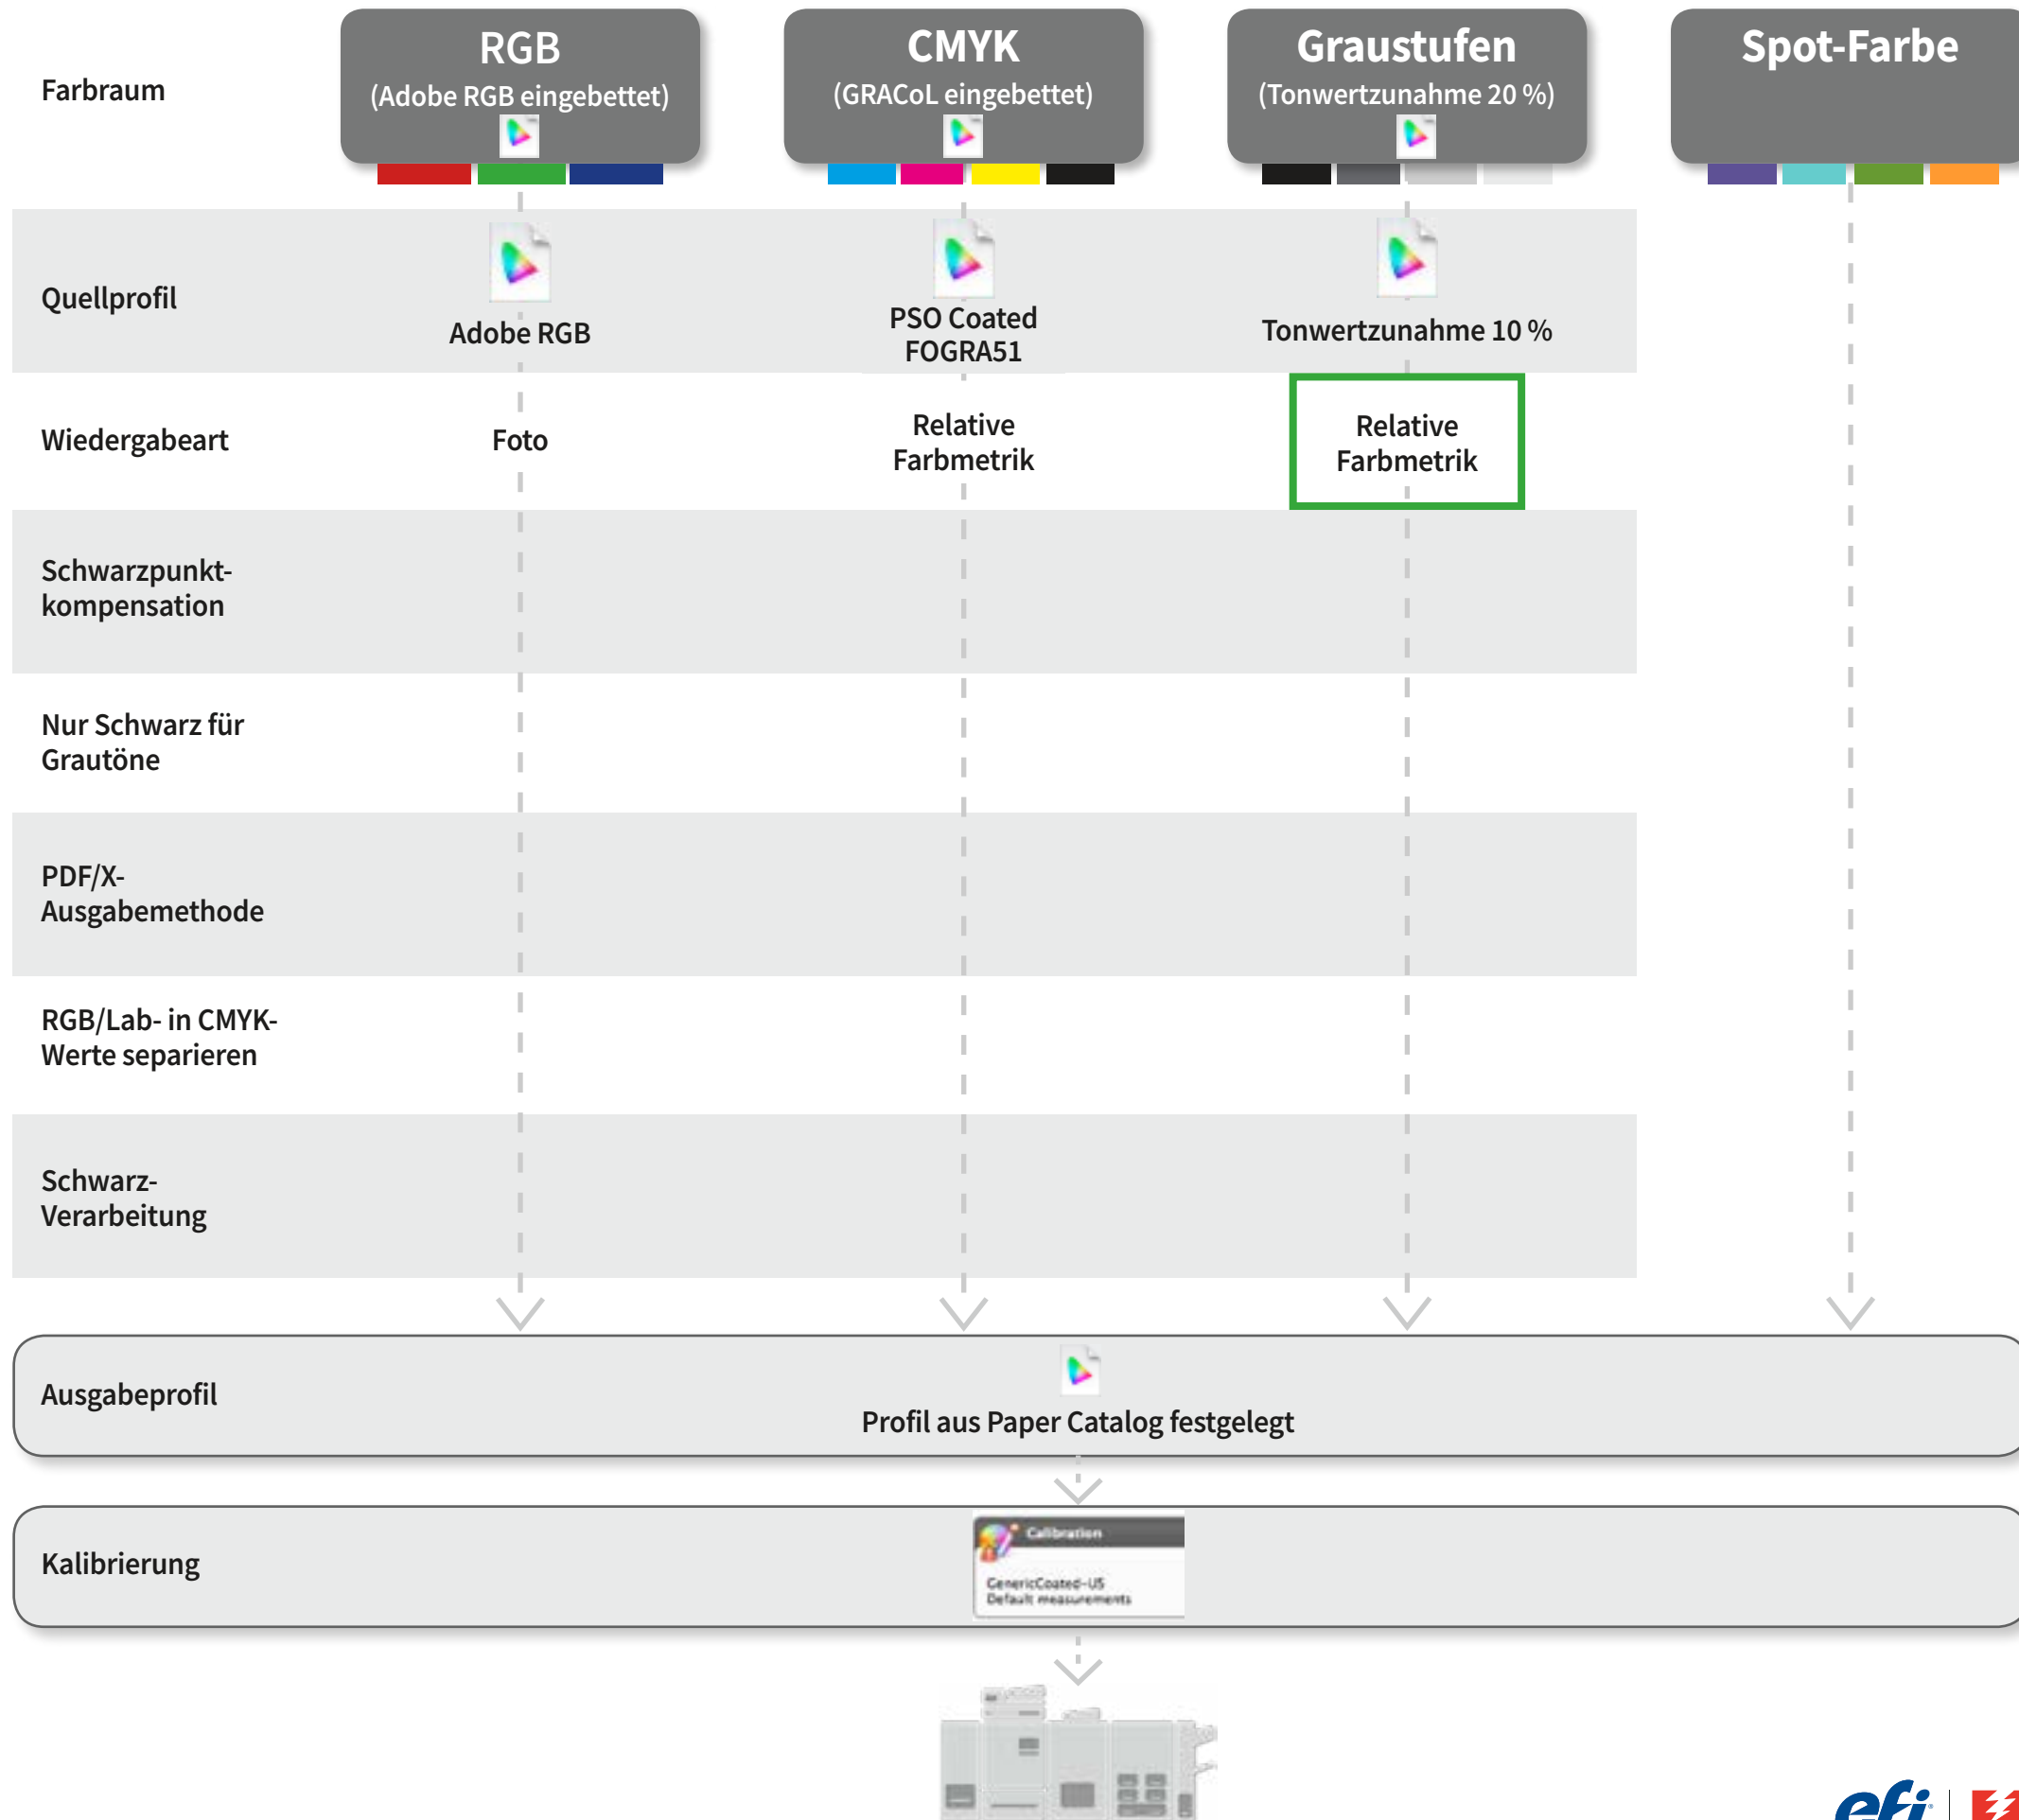 Farbraum
RGB
(Adobe RGB eingebettet)
CMYK
(GRACoL eingebettet)
Graustufen
(Tonwertzunahme 20 %)
Spot-Farbe
Quellprofil
Adobe RGB
PSO Coated
FOGRA51
Tonwertzunahme 10 %
Wiedergabeart
Foto
Relative
Farbmetrik
Relative
Farbmetrik
Schwarzpunkt-
kompensation
Nur Schwarz für
Grautöne
PDF/X-
Ausgabemethode
RGB/Lab- in CMYK-
Werte separieren
Schwarz-
Verarbeitung
Ausgabeprofil
Profil aus Paper Catalog festgelegt
Kalibrierung
Calibration
GenericCoated-US
Default measurements
efi